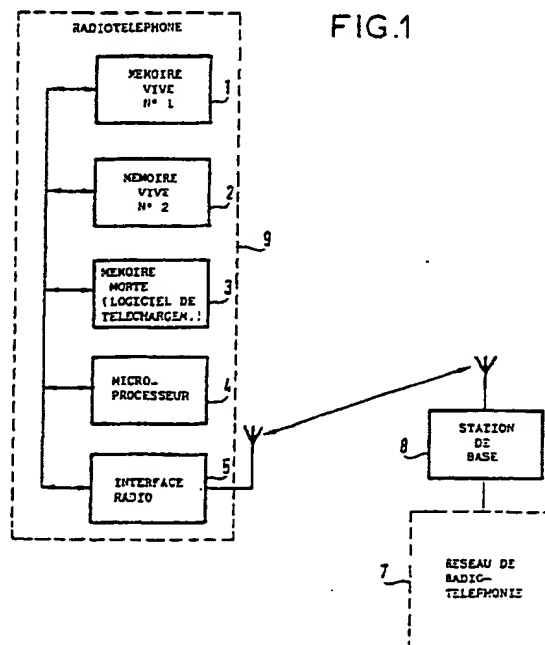 FIG.1
RADIOTELEPHONE
MEMOIRE
VIVE
N° 1
1
MEMOIRE
VIVE
N° 2
2
9
MEMOIRE
MORTE
(LOGICIEL DE
TELECHARGEM.)
3
MICRO-
PROCESSEUR
4
INTERFACE
RADIO
5
STATION
DE
BASE
8
RESEAU DE
RADIO-
TELEPHONIE
7